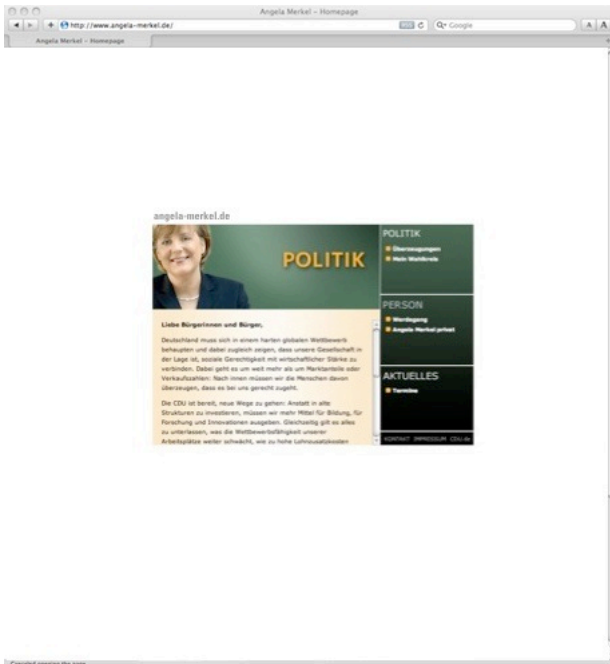 Angela Merkel – Homepage
http://www.angela-merkel.de/
RSS
Google
A A
Angela Merkel – Homepage
angela-merkel.de
POLITIK
Liebe Bürgerinnen und Bürger,
Deutschland muss sich in einem harten globalen Wettbewerb
behaupten und dabei zugleich zeigen, dass unsere Gesellschaft in
der Lage ist, soziale Gerechtigkeit mit wirtschaftlicher Stärke zu
verbinden. Dabei geht es um weit mehr als um Marktanteile oder
Verkaufszahlen: Nach innen müssen wir die Menschen davon
überzeugen, dass es bei uns gerecht zugeht.
Die CDU ist bereit, neue Wege zu gehen: Anstatt in alte
Strukturen zu investieren, müssen wir mehr Mittel für Bildung, für
Forschung und Innovationen ausgeben. Gleichzeitig gilt es alles
zu unterlassen, was die Wettbewerbsfähigkeit unserer
Arbeitsplätze weiter schwächt, wie zu hohe Lohnzusatzkosten
POLITIK
Überzeugungen
Mein Wahlkreis
PERSON
Werdegang
Angela Merkel privat
AKTUELLES
Termine
KONTAKT IMPRESSUM CDU.de
opening the page